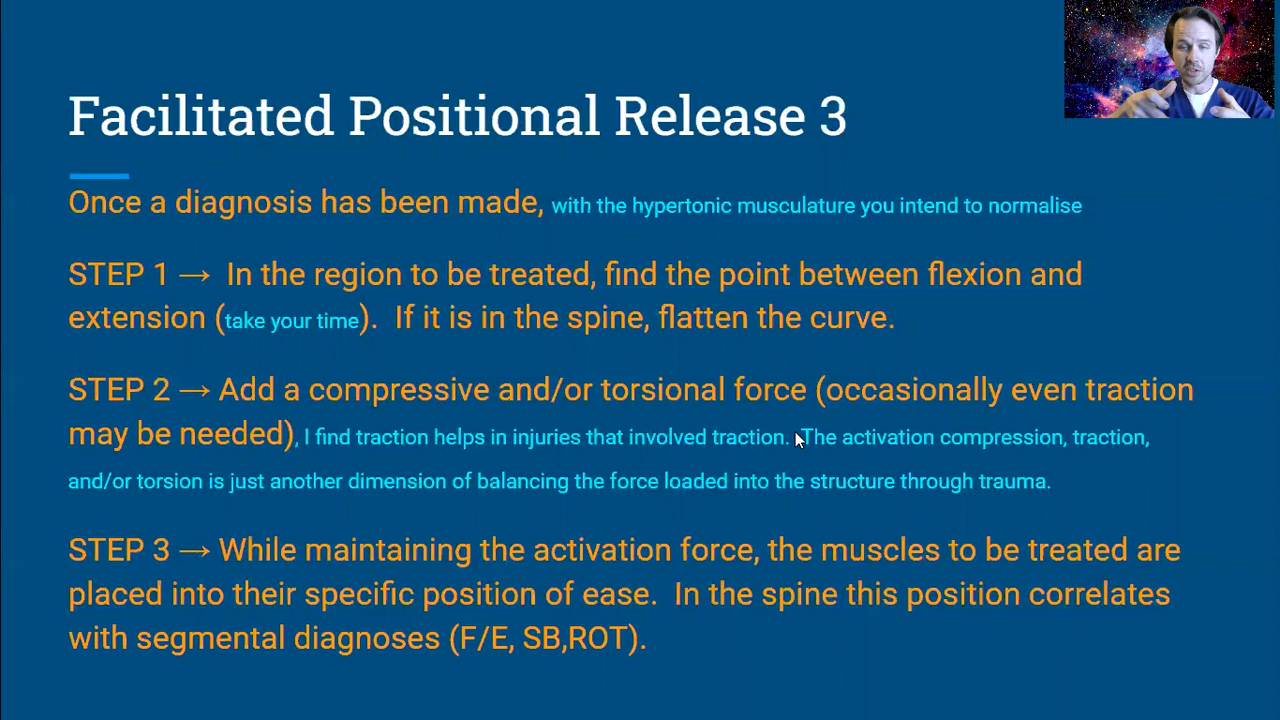 Facilitated Positional Release 3
Once a diagnosis has been made, with the hypertonic musculature you intend to normalise
STEP 1 → In the region to be treated, find the point between flexion and
extension (take your time). If it is in the spine, flatten the curve.
STEP 2 → Add a compressive and/or torsional force (occasionally even traction
may be needed), I find traction helps in injuries that involved traction. The activation compression, traction,
and/or torsion is just another dimension of balancing the force loaded into the structure through trauma.
STEP 3 → While maintaining the activation force, the muscles to be treated are
placed into their specific position of ease. In the spine this position correlates
with segmental diagnoses (F/E, SB,ROT).